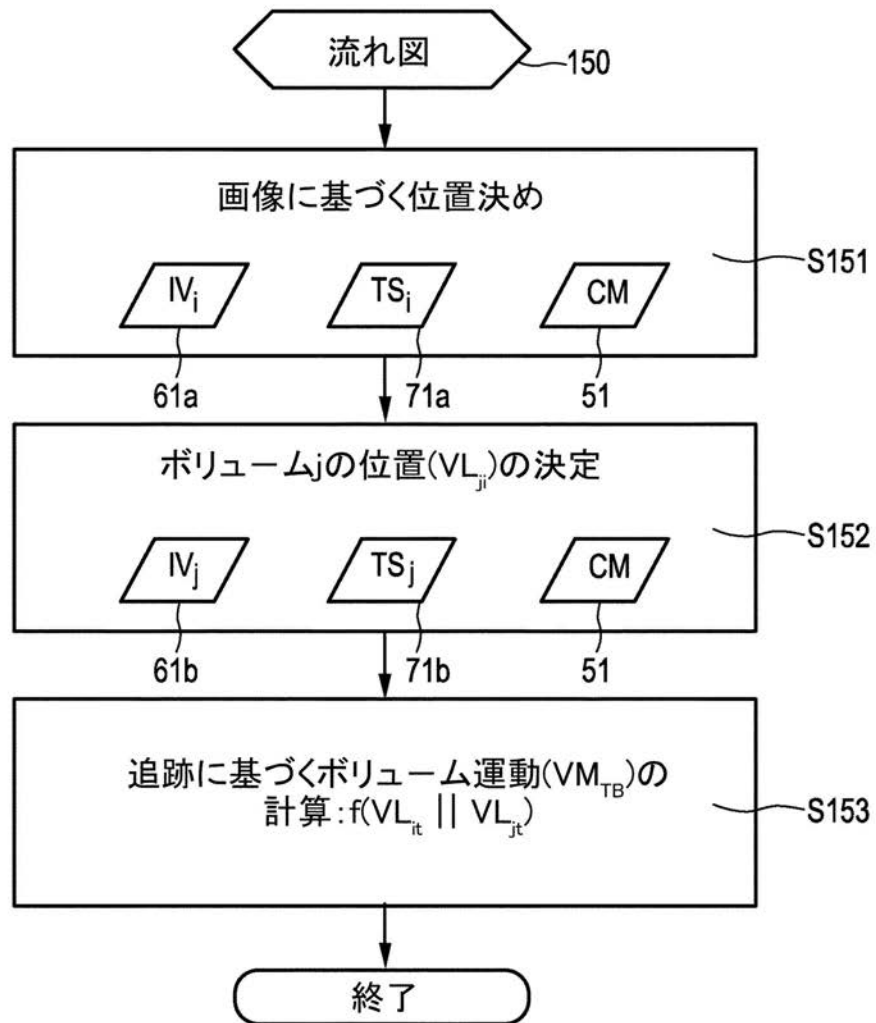 流れ図
150
画像に基づく位置決め
S151
IVi
TSi
CM
61a
71a
51
ボリュームjの位置(VLji)の決定
S152
IVj
TSj
CM
61b
71b
51
追跡に基づくボリューム運動(VMTB)の
計算:f(VLit || VLjt)
S153
終了